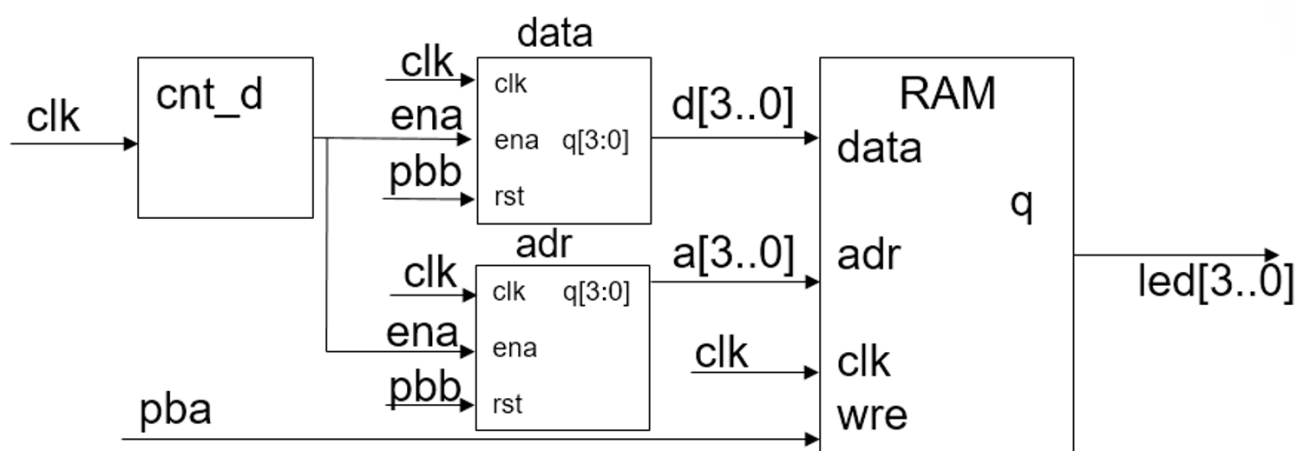 clk
cnt_d
data
clk
ena
pbb
clk
ena q[3:0]
rst
d[3..0]
adr
clk
ena
pbb
clk q[3:0]
ena
rst
a[3..0]
clk
pba
RAM
data
q
adr
clk
wre
led[3..0]